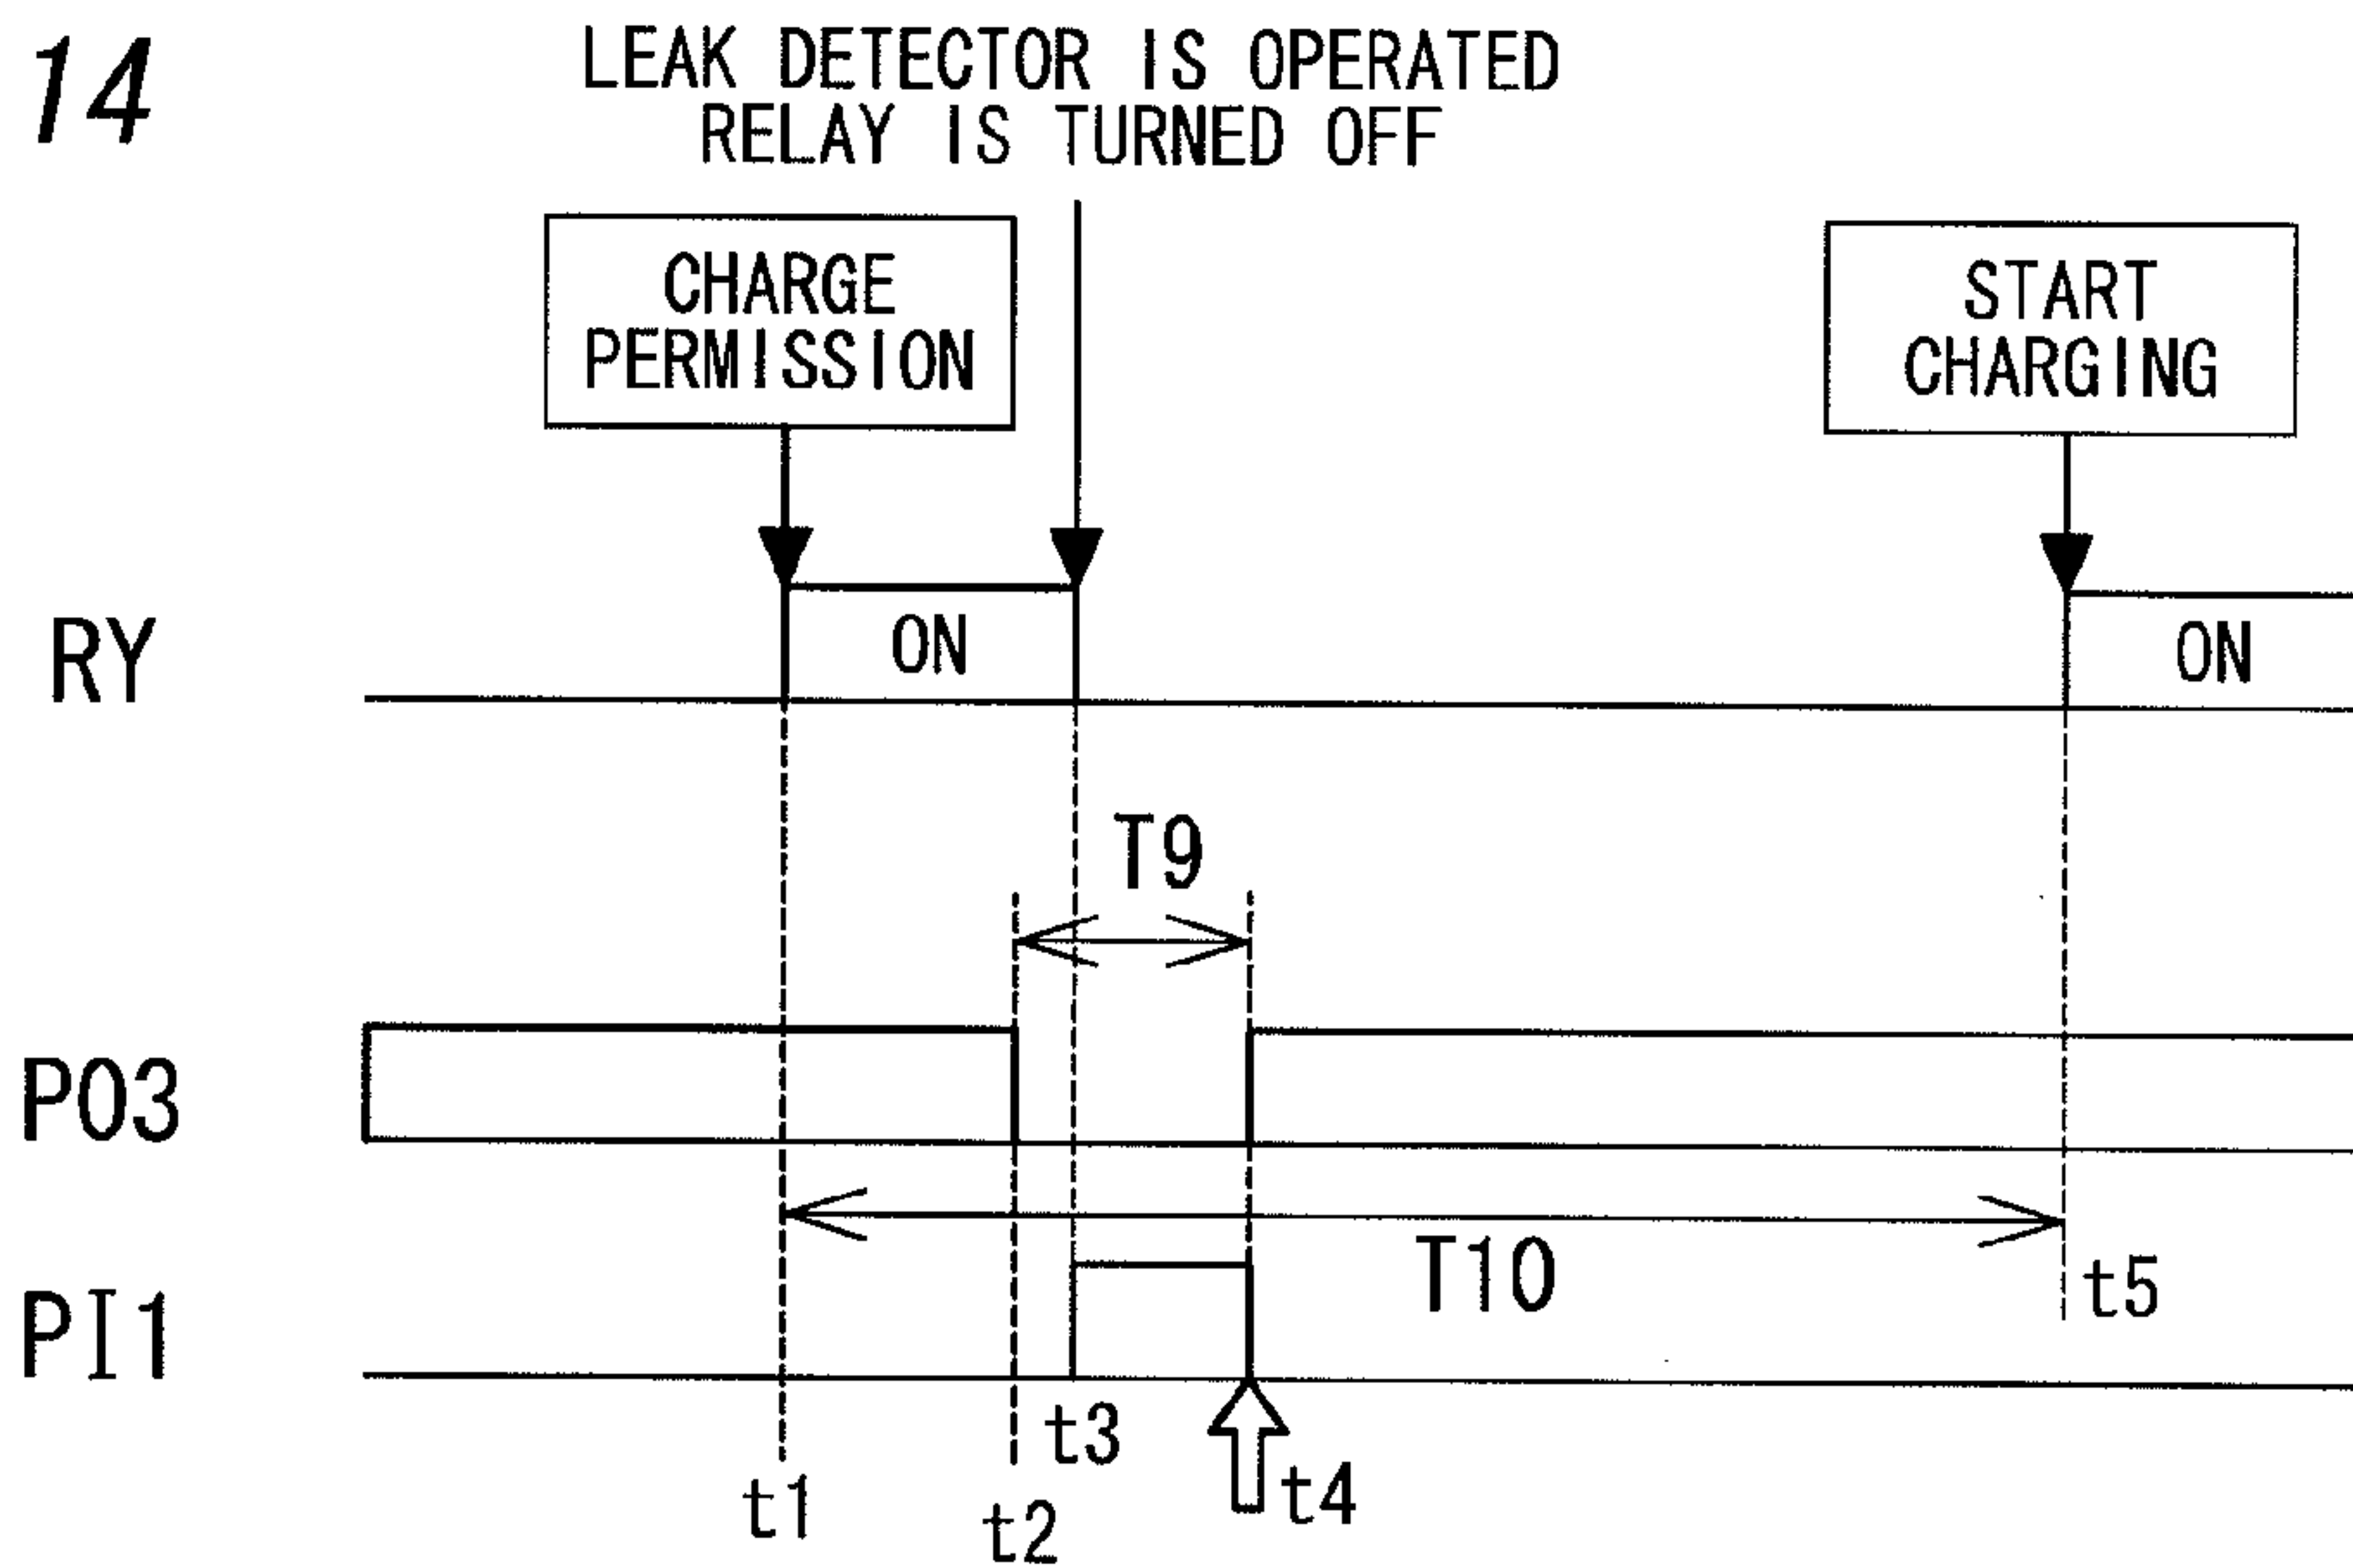 14
LEAK DETECTOR IS OPERATED
RELAY IS TURNED OFF
CHARGE
PERMISSION
START
CHARGING
RY
ON
ON
T9
PO3
T10
t5
PI1
t3
t4
t1
t2